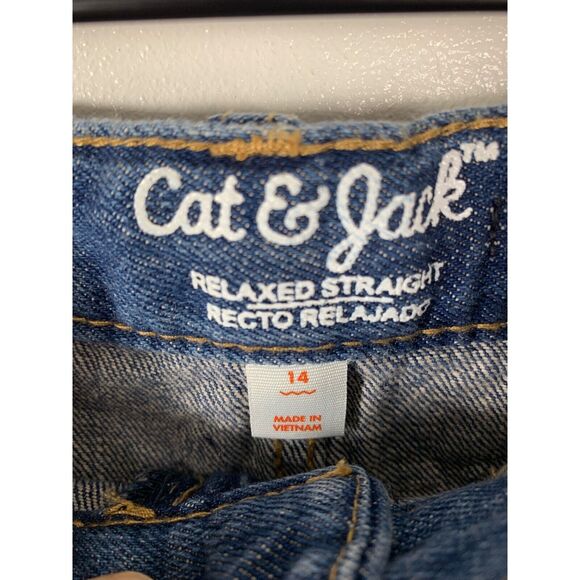 Cat & Jack™
RELAXED STRAIGHT
RECTO RELAJADO
14
MADE IN
VIETNAM